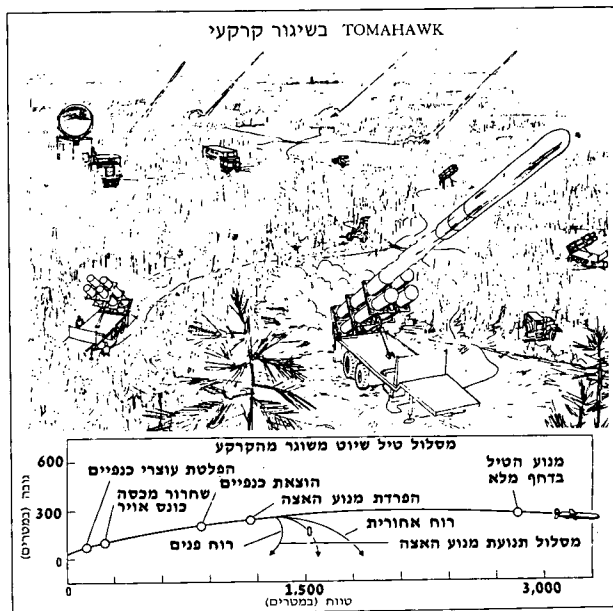 TOMAHAWK בשיגור קרקעי
מסלול טיל שיוט משוגר מהקרקע
600
300
0
גובה (במטרים)
הפלטת עוצרי כנפיים
שחרור מכסה
כונס אויר
הוצאת כנפיים
הפרדת מנוע האצה
מנוע הטיל
בדחף מלא
רוח פנים
רוח אחורית
מסלול תנועת מנוע האצה
0
1,500
3,000
טווח (במטרים)